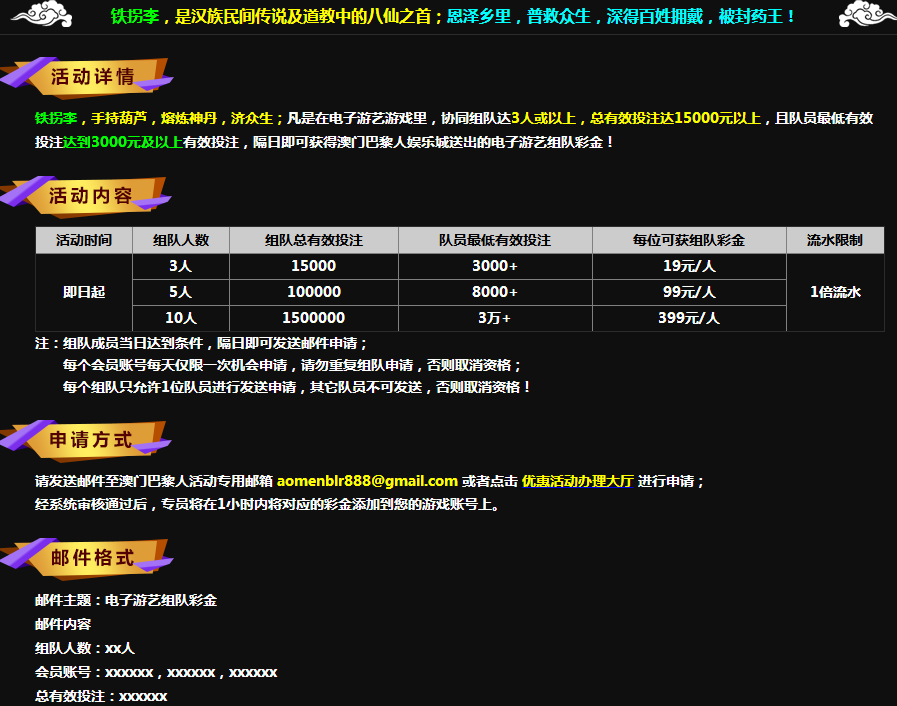 铁拐李，是汉族民间传说及道教中的八仙之首；恩泽乡里，普救众生，深得百姓拥戴，被封药王！
活动详情
铁拐李，手持葫芦，熔炼神丹，济众生；凡是在电子游艺游戏里，协同组队达3人或以上，总有效投注达15000元以上，且队员最低有效
投注达到3000元及以上有效投注，隔日即可获得澳门巴黎人娱乐城送出的电子游艺组队彩金！
活动内容
活动时间 组队人数 组队总有效投注 队员最低有效投注 每位可获组队彩金 流水限制
3人 15000 3000+ 19元/人
即日起 5人 100000 8000+ 99元/人 1倍流水
10人 1500000 3万+ 399元/人
注：组队成员当日达到条件，隔日即可发送邮件申请；
每个会员账号每天仅限一次机会申请，请勿重复组队申请，否则取消资格；
每个组队只允许1位队员进行发送申请，其它队员不可发送，否则取消资格！
申请方式
请发送邮件至澳门巴黎人活动专用邮箱 aomenblr888@gmail.com 或者点击 优惠活动办理大厅 进行申请；
经系统审核通过后，专员将在1小时内将对应的彩金添加到您的游戏账号上。
邮件格式
邮件主题：电子游艺组队彩金
邮件内容
组队人数：xx人
会员账号：xxxxxx，xxxxxx，xxxxxx
总有效投注：xxxxxx